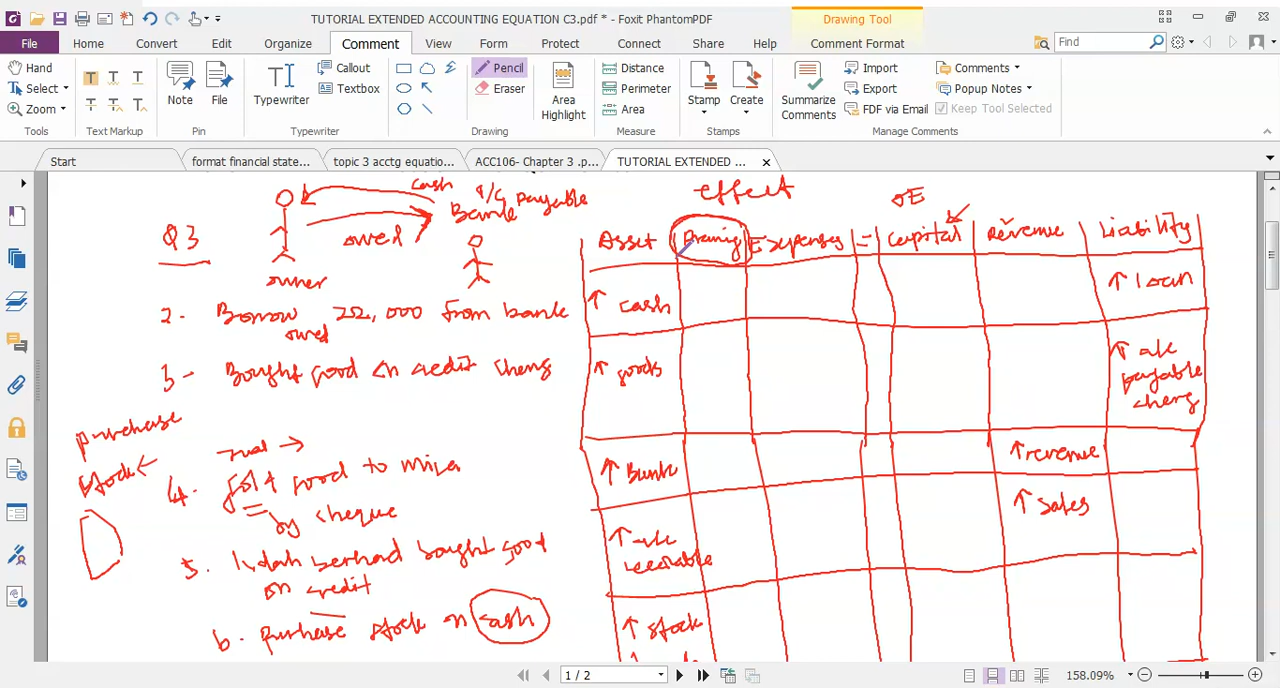 TUTORIAL EXTENDED ACCOUNTING EQUATION C3.pdf * - Foxit PhantomPDF
Drawing Tool
File Home Convert Edit Organize Comment View Form Protect Connect Share Help Comment Format Find
Hand
Select
Zoom
Tools
T T T
T T T
Text Markup
Note File
Pin
Typewriter
Callout
Textbox
Typewriter
Pencil
Eraser
Drawing
Area Highlight
Distance
Perimeter
Area
Measure
Stamp Create
Stamps
Summarize Comments
Import
Export
FDF via Email
Comments
Popup Notes
Keep Tool Selected
Manage Comments
Start format financial state... topic 3 acctg equatio... ACC106- Chapter 3 .p... TUTORIAL EXTENDED ...
cash
a/c payable
Bank
effect
OE
Q3
owed
owner
Asset Drawing Expenses = Capital Revenue Liability
2. Borrow 202,000 from bank
owed
↑ cash ↑ loan
3- Bought good on credit cheng
↑ goods ↑ a/c payable cheng
purchase
stock ←
4.
good to
by cheque
↑ Bank ↑ revenue
↑ sales
5. Indah berhad bought good
on credit
↑ a/c
6. purchase stock on cash
↑ stock
1 / 2
158.09%